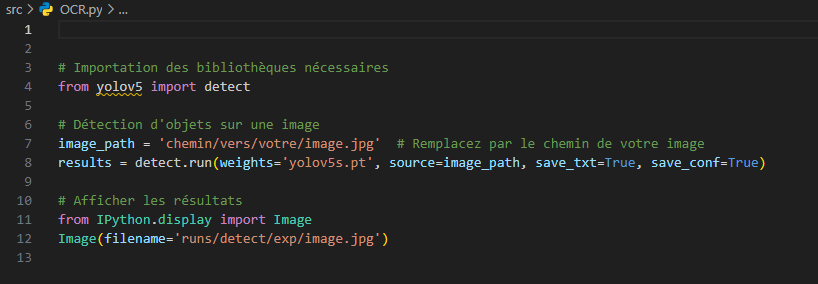 src > OCR.py > ...
1
2
3 # Importation des bibliothèques nécessaires
4 from yolov5 import detect
5
6 # Détection d'objets sur une image
7 image_path = 'chemin/vers/votre/image.jpg'  # Remplacez par le chemin de votre image
8 results = detect.run(weights='yolov5s.pt', source=image_path, save_txt=True, save_conf=True)
9
10 # Afficher les résultats
11 from IPython.display import Image
12 Image(filename='runs/detect/exp/image.jpg')
13